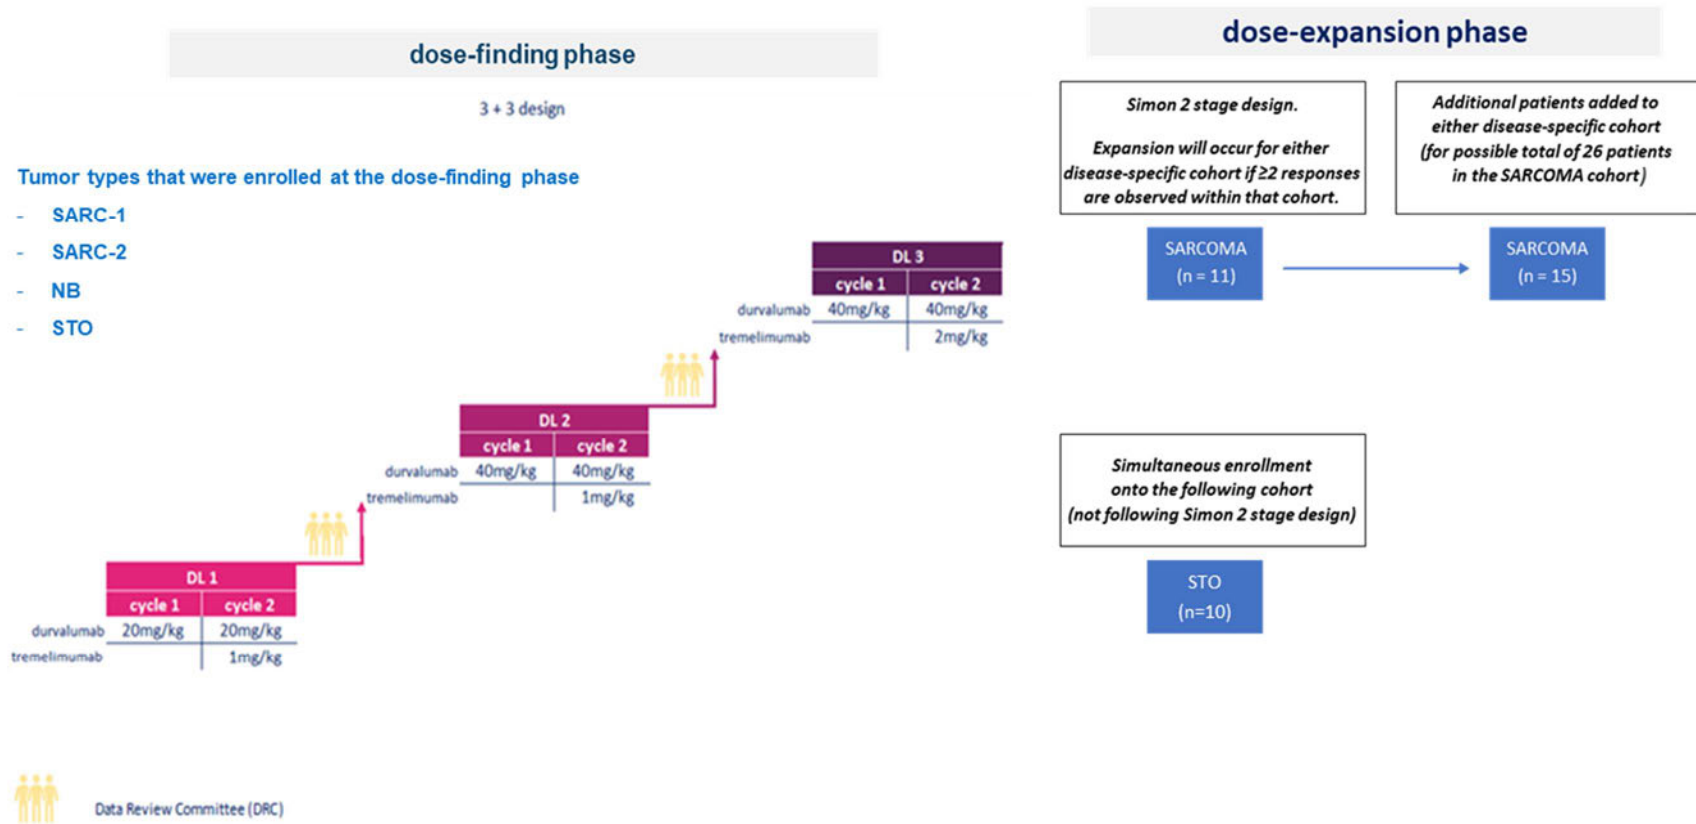 dose-finding phase
3 + 3 design
Tumor types that were enrolled at the dose-finding phase
- SARC-1
- SARC-2
- NB
- STO
DL 3
cycle 1 cycle 2
durvalumab 40mg/kg 40mg/kg
tremelimumab 2mg/kg
DL 2
cycle 1 cycle 2
durvalumab 40mg/kg 40mg/kg
tremelimumab 1mg/kg
DL 1
cycle 1 cycle 2
durvalumab 20mg/kg 20mg/kg
tremelimumab 1mg/kg
Data Review Committee (DRC)
dose-expansion phase
Simon 2 stage design.
Expansion will occur for either
disease-specific cohort if ≥2 responses
are observed within that cohort.
Additional patients added to
either disease-specific cohort
(for possible total of 26 patients
in the SARCOMA cohort)
SARCOMA
(n = 11)
SARCOMA
(n = 15)
Simultaneous enrollment
onto the following cohort
(not following Simon 2 stage design)
STO
(n=10)